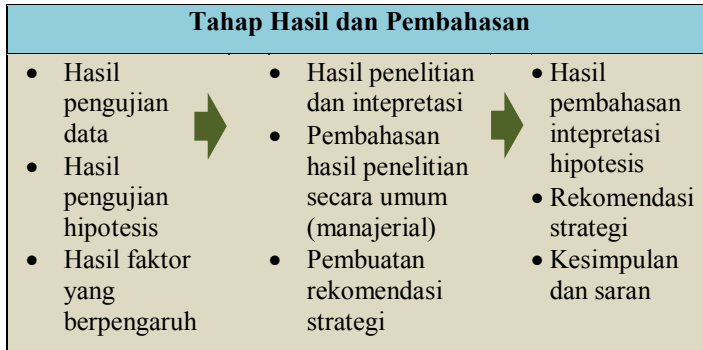 Tahap Hasil dan Pembahasan
• Hasil
pengujian
data
• Hasil
pengujian
hipotesis
• Hasil faktor
yang
berpengaruh
• Hasil penelitian
dan intepretasi
• Pembahasan
hasil penelitian
secara umum
(manajerial)
• Pembuatan
rekomendasi
strategi
• Hasil
pembahasan
intepretasi
hipotesis
• Rekomendasi
strategi
• Kesimpulan
dan saran